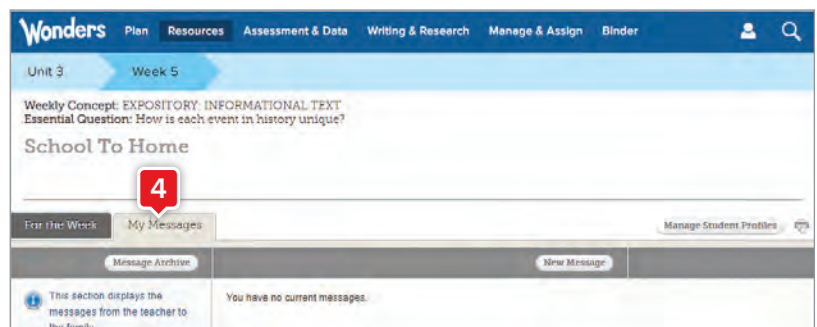 Wonders Plan Resources Assessment & Data Writing & Research Manage & Assign Binder
Unit 3 Week 5
Weekly Concept: EXPOSITORY: INFORMATIONAL TEXT
Essential Question: How is each event in history unique?
School To Home
4
For the Week My Messages Manage Student Profiles
Message Archive New Message
This section displays the You have no current messages.
messages from the teacher to
the family